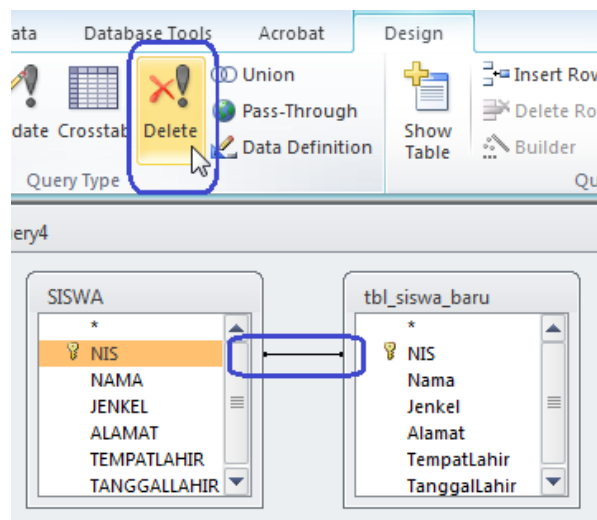 ata Database Tools Acrobat Design
Union
Insert Row
Pass-Through
Delete Ro
date Crosstab Delete
Data Definition
Show
Table
Builder
Query Type
Qu
ery4
SISWA
*
NIS
NAMA
JENKEL
ALAMAT
TEMPATLAHIR
TANGGALLAHIR
tbl_siswa_baru
*
NIS
Nama
Jenkel
Alamat
TempatLahir
TanggalLahir